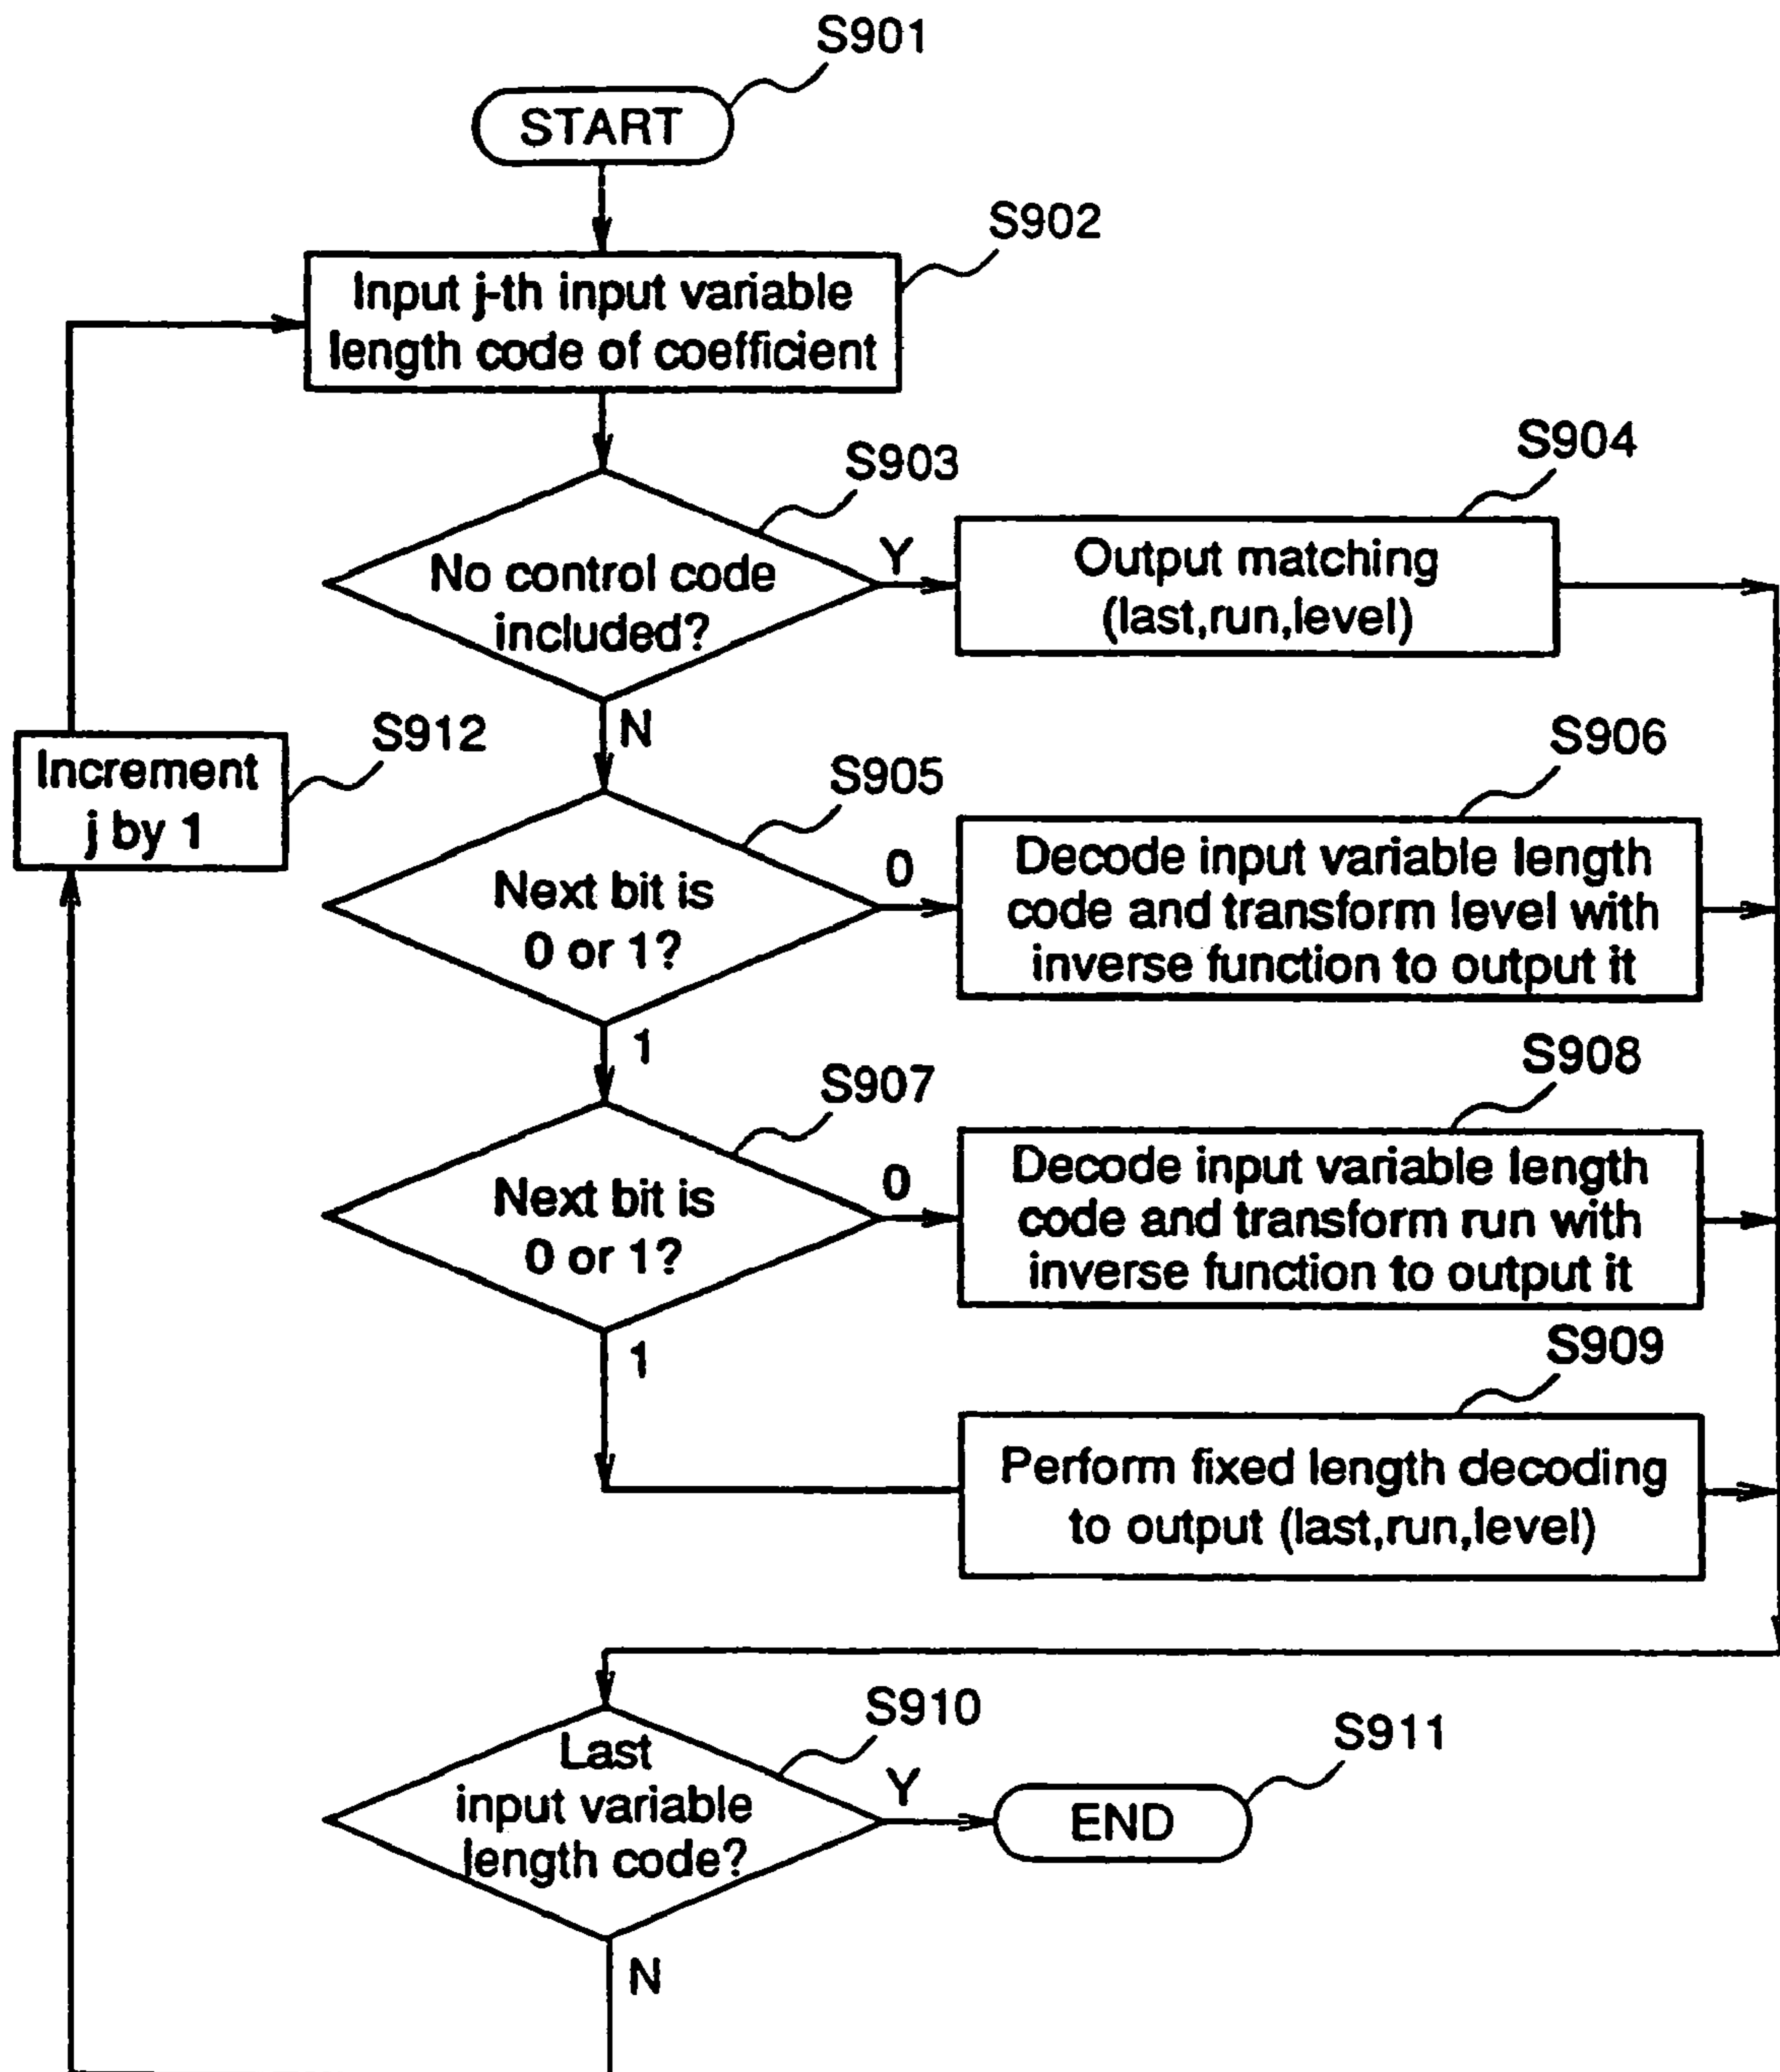 S901
START
S902
Input j-th input variable
length code of coefficient
S903
S904
No control code
included?
Y
Output matching
(last,run,level)
N
S912
Increment
j by 1
S905
S906
Next bit is
0 or 1?
0
Decode input variable length
code and transform level with
inverse function to output it
1
S907
S908
Next bit is
0 or 1?
0
Decode input variable length
code and transform run with
inverse function to output it
1
S909
Perform fixed length decoding
to output (last,run,level)
S910
S911
Last
input variable
length code?
Y
END
N